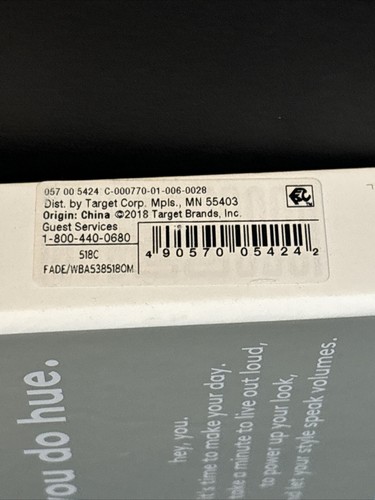 057 00 5424 C-000770-01-006-0028
Dist. by Target Corp. Mpls., MN 55403
Origin: China ©2018 Target Brands, Inc.
Guest Services
1-800-440-0680
518C
FADE/WBA538518OM
4 90570 05424 2
you do hue.
hey, you.
it's time to make your day.
take a minute to live out loud,
to power up your look,
let your style speak volumes.